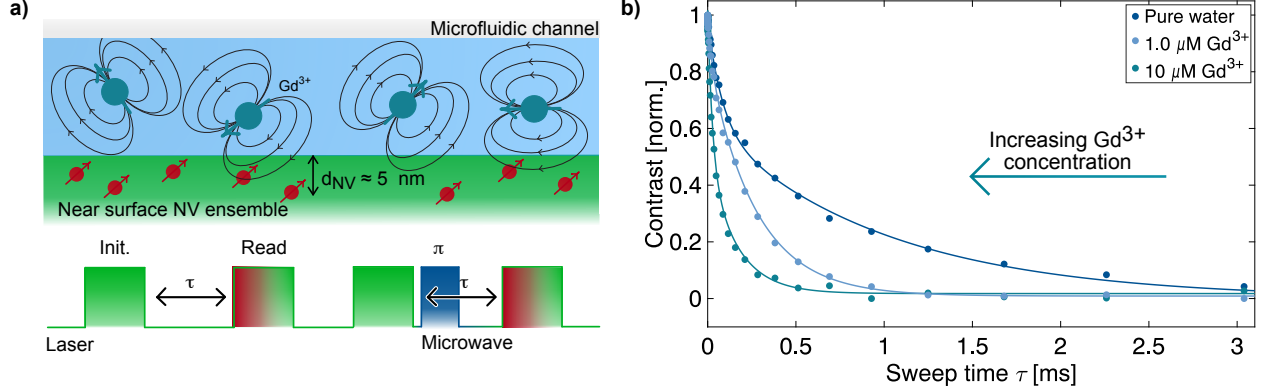 a)
Microfluidic channel
Gd³⁺
d_NV ≈ 5 nm
Near surface NV ensemble
Init.
τ
Read
π
τ
Laser
Microwave
b)
Pure water
1.0 μM Gd³⁺
10 μM Gd³⁺
Increasing Gd³⁺
concentration
Contrast [norm.]
1
0.8
0.6
0.4
0.2
0
0
0.5
1
1.5
2
2.5
3
Sweep time τ [ms]